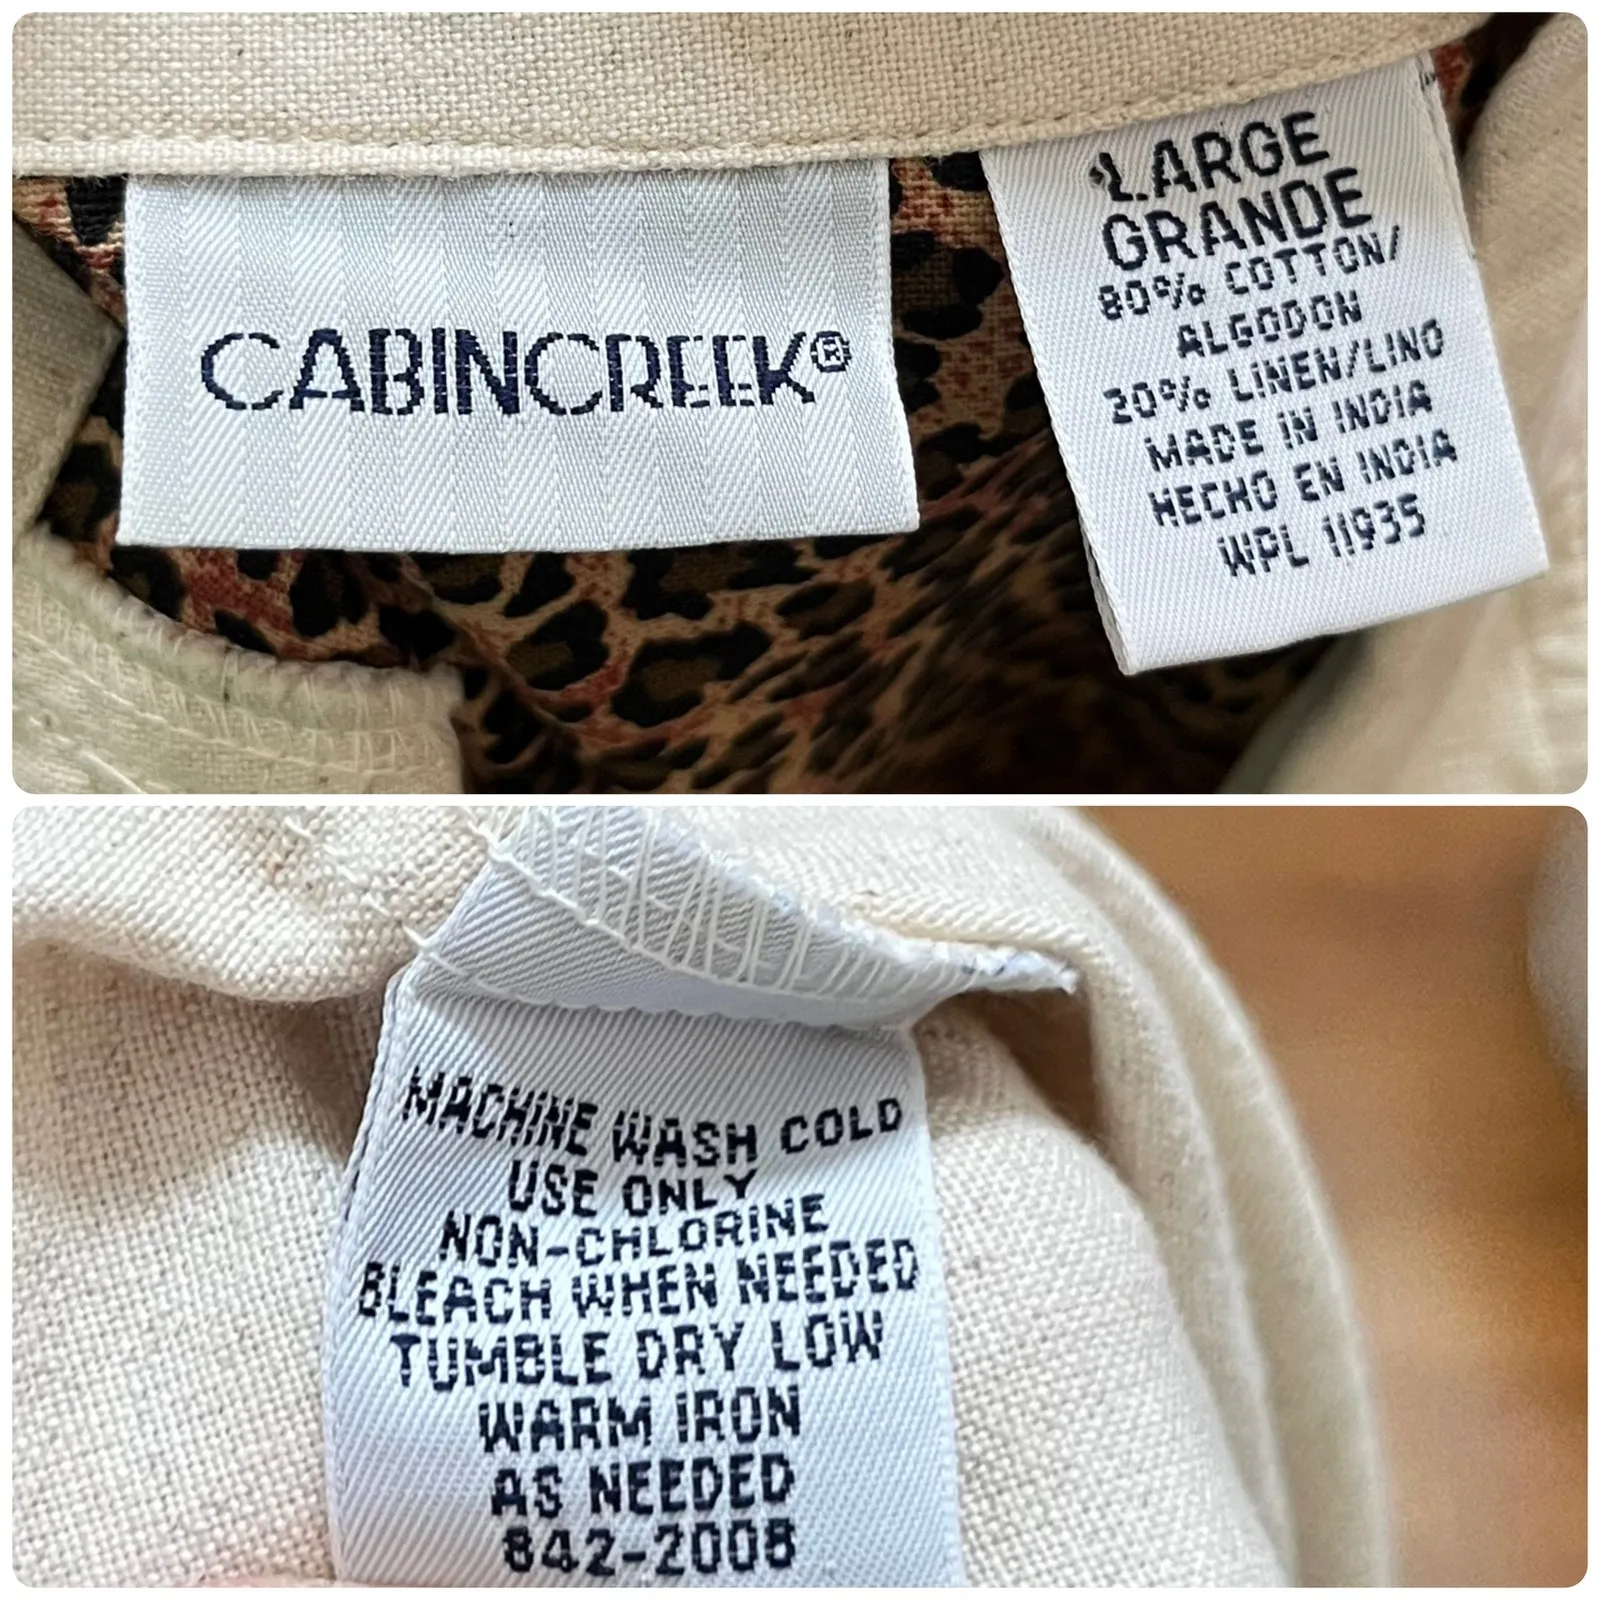 CABINCREEK®
LARGE
GRANDE
80% COTTON/
ALGODON
20% LINEN/LINO
MADE IN INDIA
HECHO EN INDIA
WPL 11935
MACHINE WASH COLD
USE ONLY
NON-CHLORINE
BLEACH WHEN NEEDED
TUMBLE DRY LOW
WARM IRON
AS NEEDED
842-2008